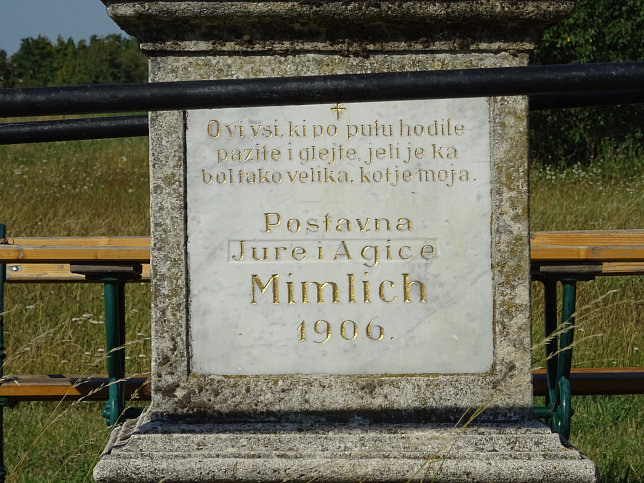 O vi vsi, ki po putu hodite
pazite i glejte, jeli je ka
bol tako velika, kot je moja.
Postavna
Jure i Agice
Mimlich
1906.